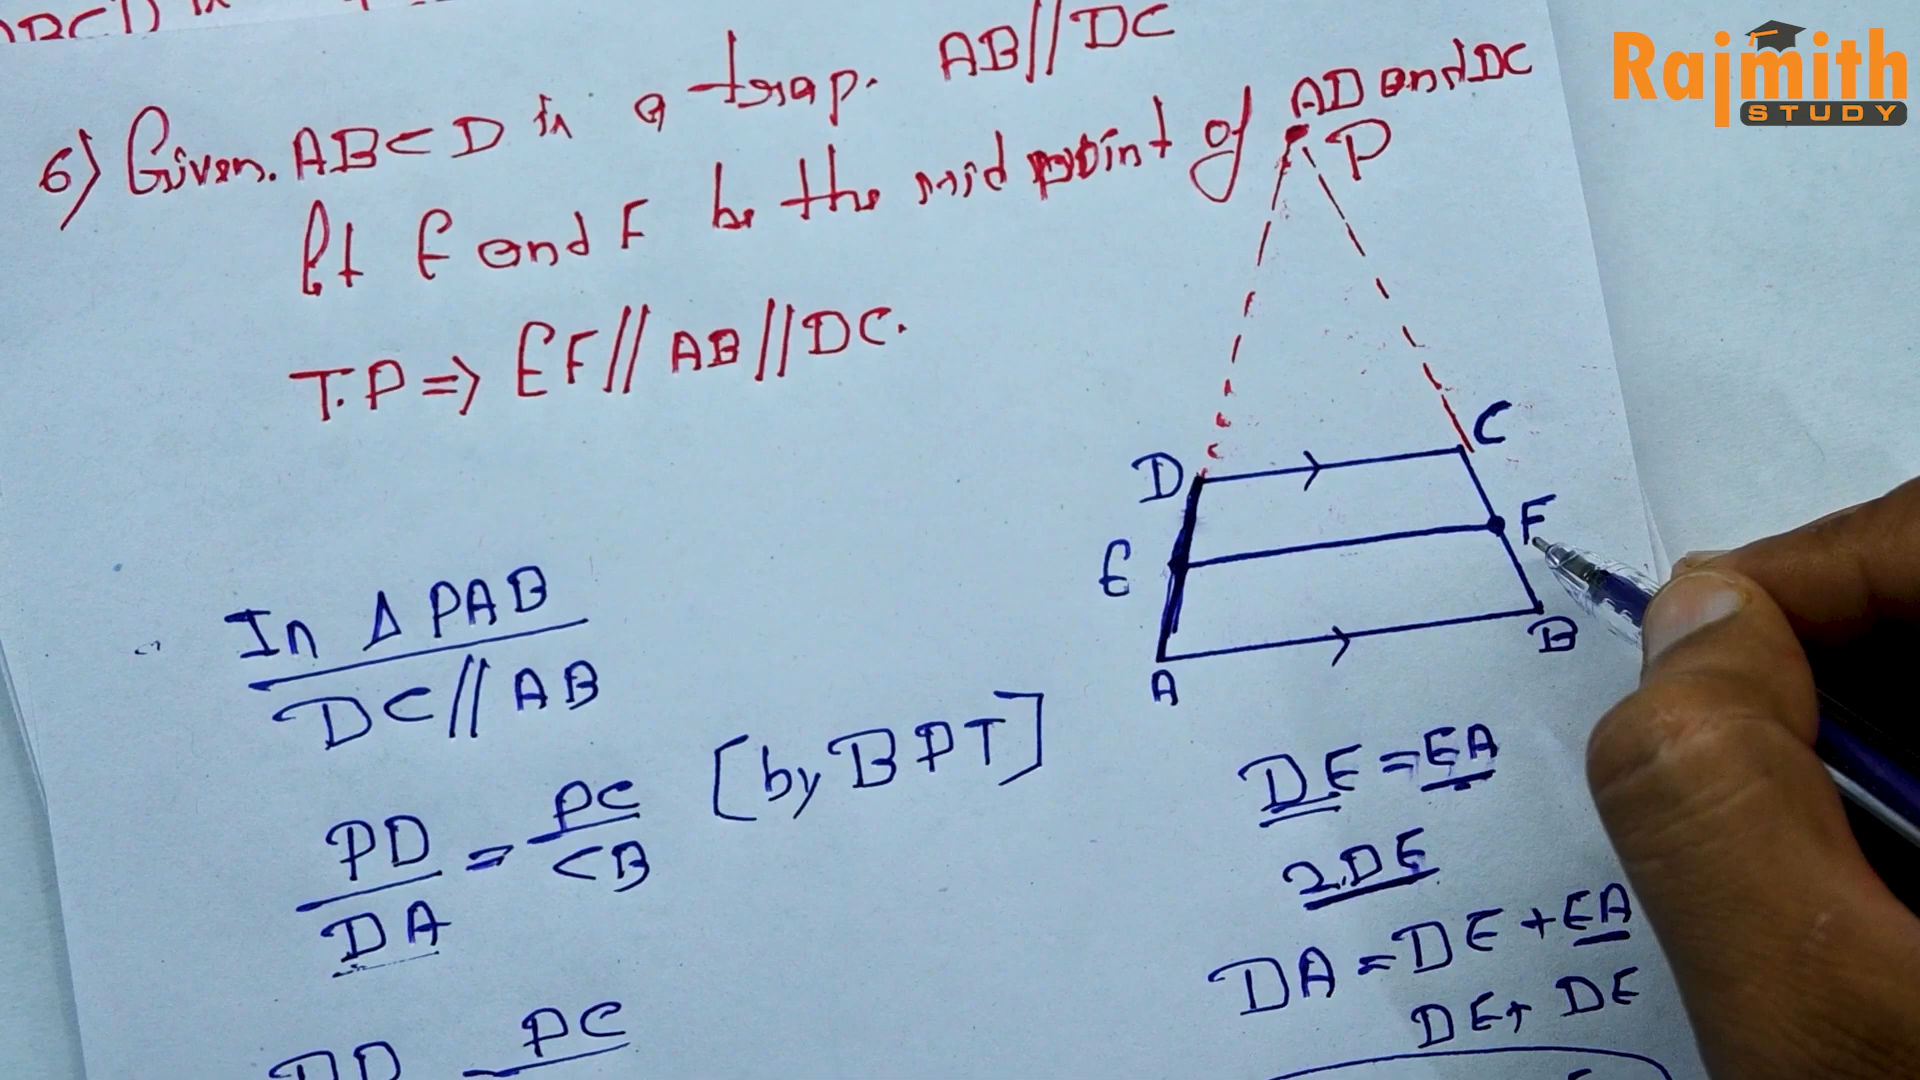 Rajmith
STUDY
6) Given. ABCD is a trap. AB//DC
let E and F be the mid point of AD and DC
T.P => EF//AB//DC.
P
D
C
E
F
A
B
In Δ PAB
DC//AB
PD/DA = PC/CB [by BPT]
PC
DE = EA
2DE
DA = DE + EA
DE + DE